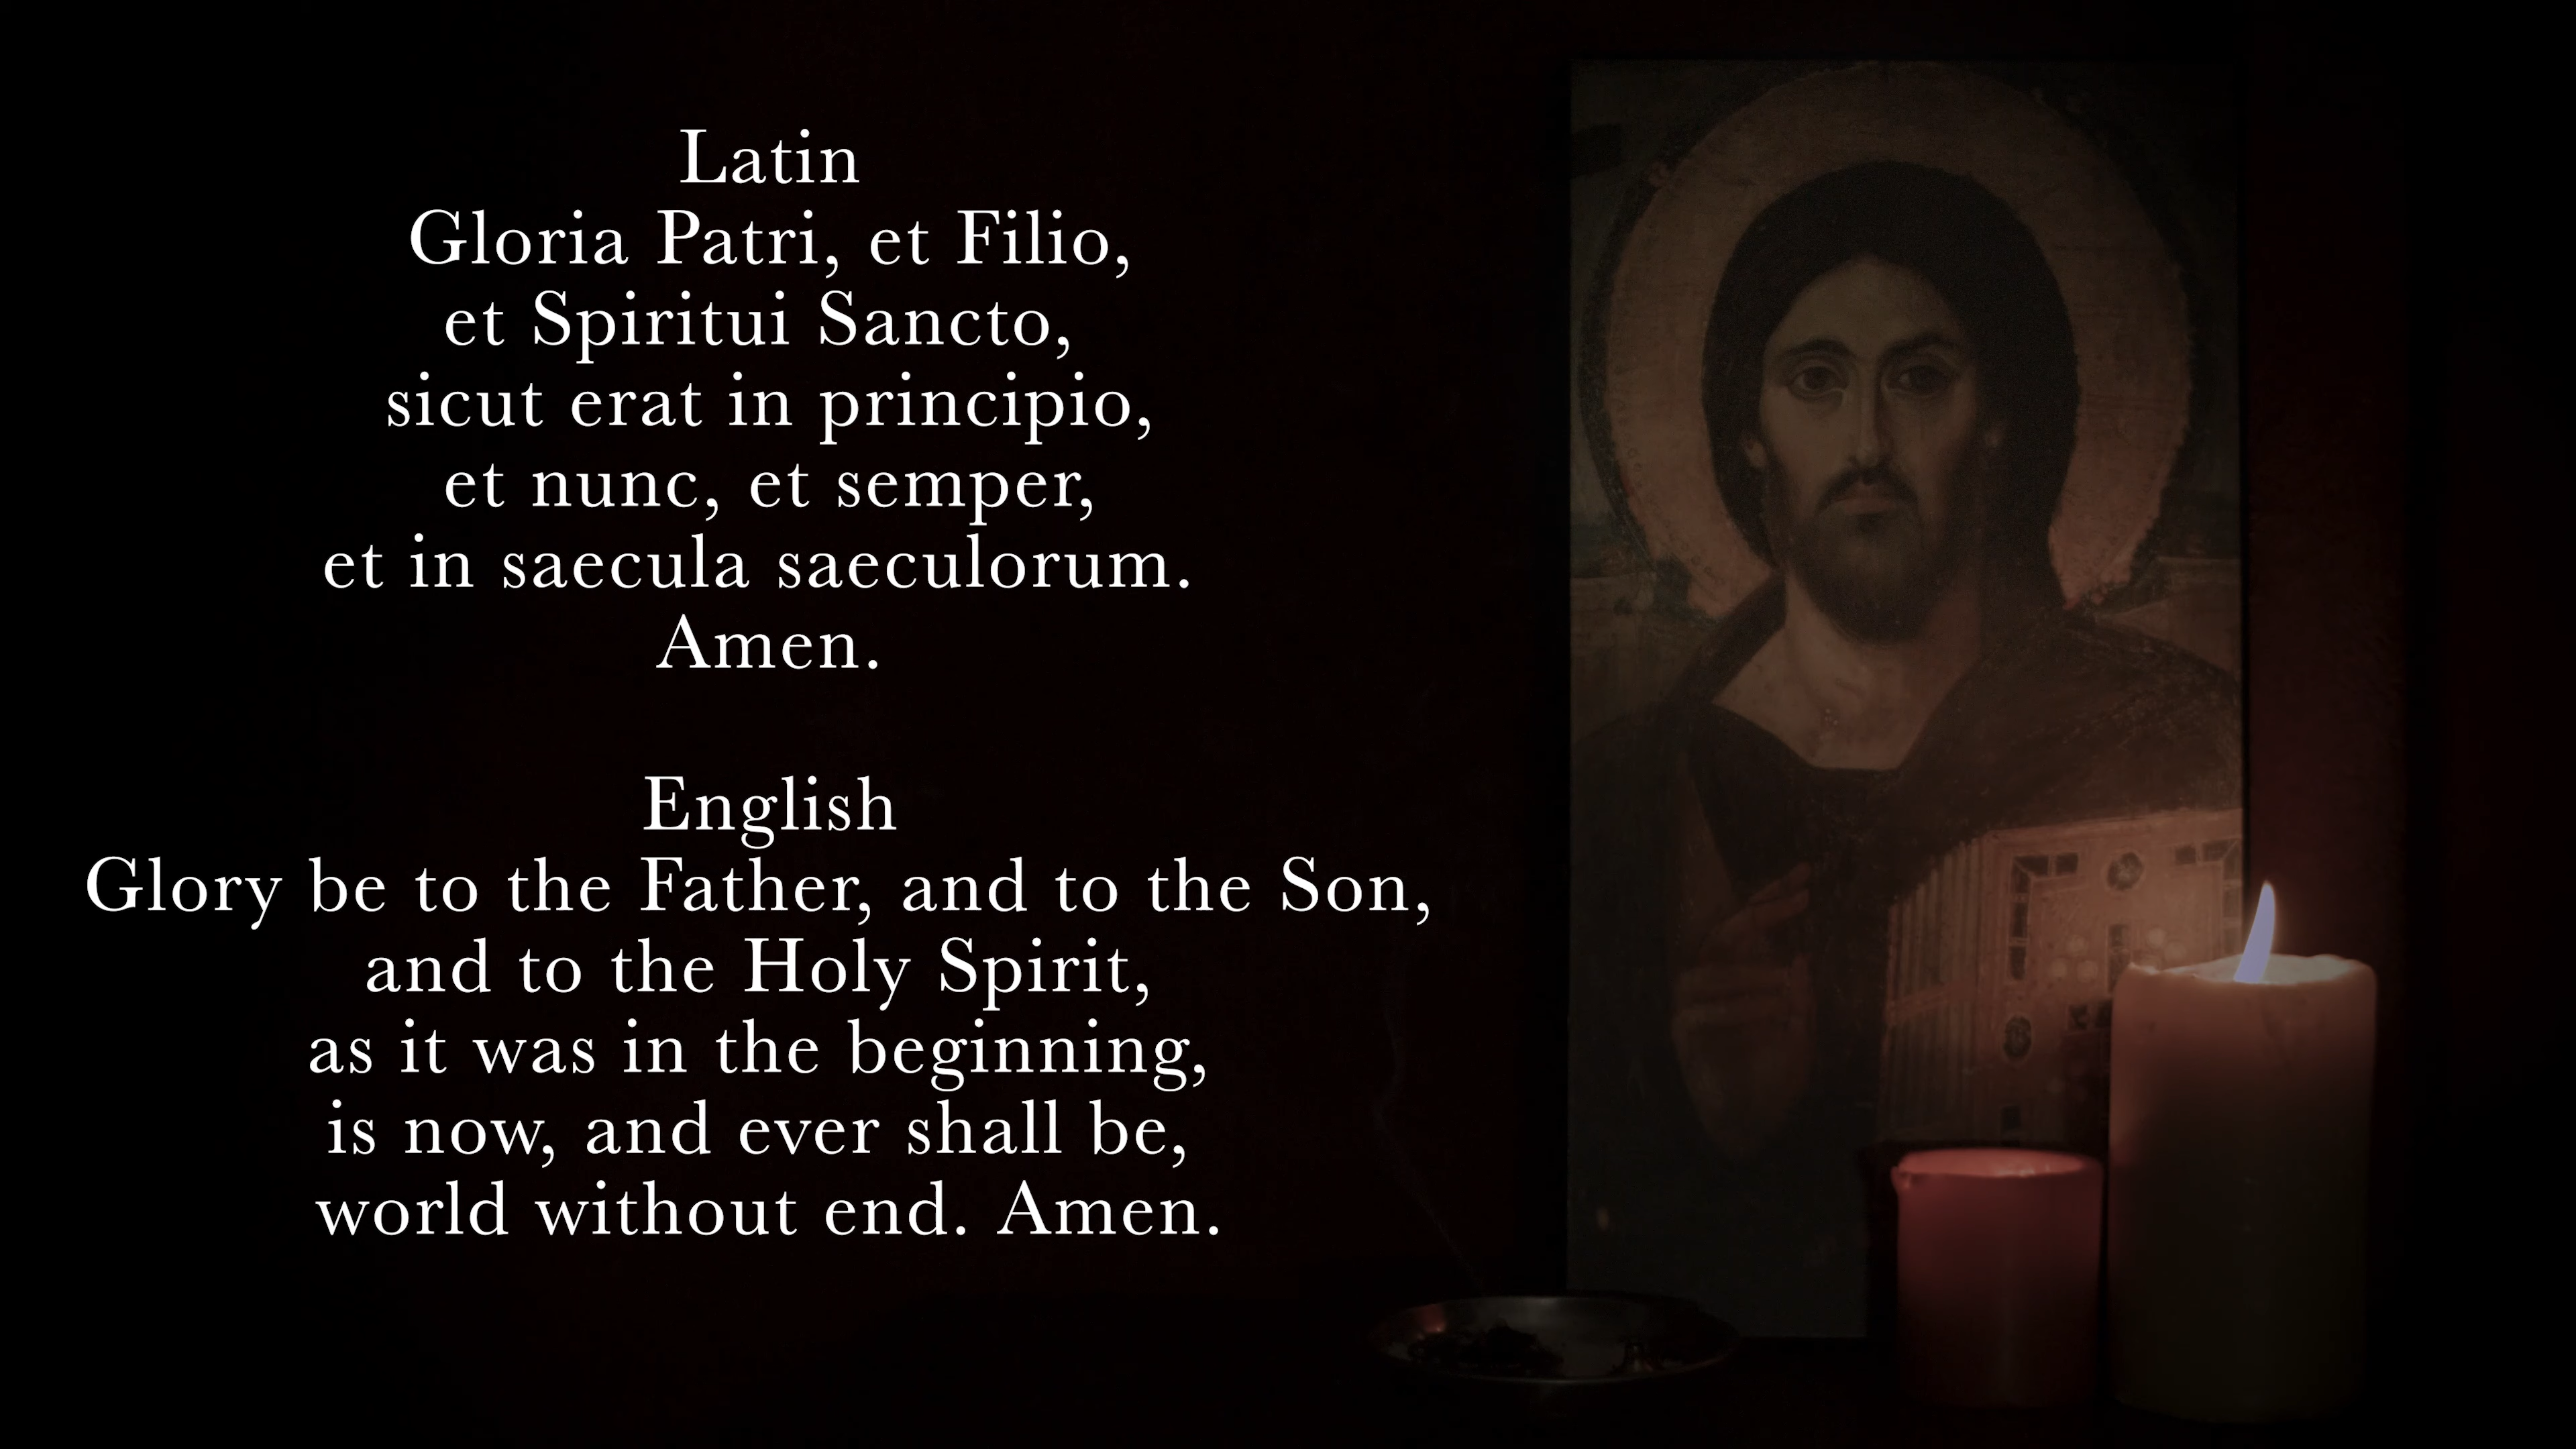 Latin
Gloria Patri, et Filio,
et Spiritui Sancto,
sicut erat in principio,
et nunc, et semper,
et in saecula saeculorum.
Amen.
English
Glory be to the Father, and to the Son,
and to the Holy Spirit,
as it was in the beginning,
is now, and ever shall be,
world without end. Amen.